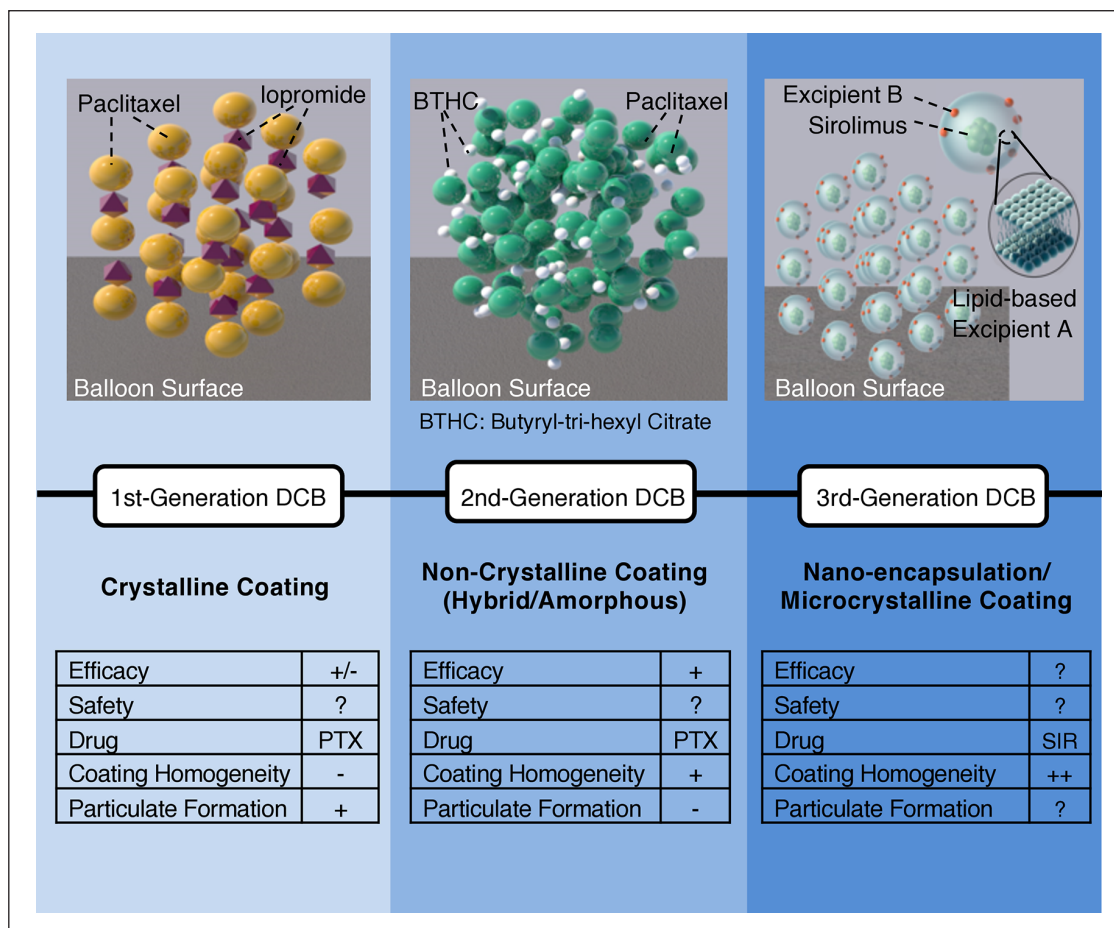 Paclitaxel
Iopromide
Balloon Surface
BTHC
Paclitaxel
Balloon Surface
BTHC: Butyryl-tri-hexyl Citrate
Excipient B
Sirolimus
Lipid-based
Excipient A
Balloon Surface
1st-Generation DCB
2nd-Generation DCB
3rd-Generation DCB
Crystalline Coating
Non-Crystalline Coating
(Hybrid/Amorphous)
Nano-encapsulation/
Microcrystalline Coating
Efficacy +/-
Safety ?
Drug PTX
Coating Homogeneity -
Particulate Formation +
Efficacy +
Safety ?
Drug PTX
Coating Homogeneity +
Particulate Formation -
Efficacy ?
Safety ?
Drug SIR
Coating Homogeneity ++
Particulate Formation ?